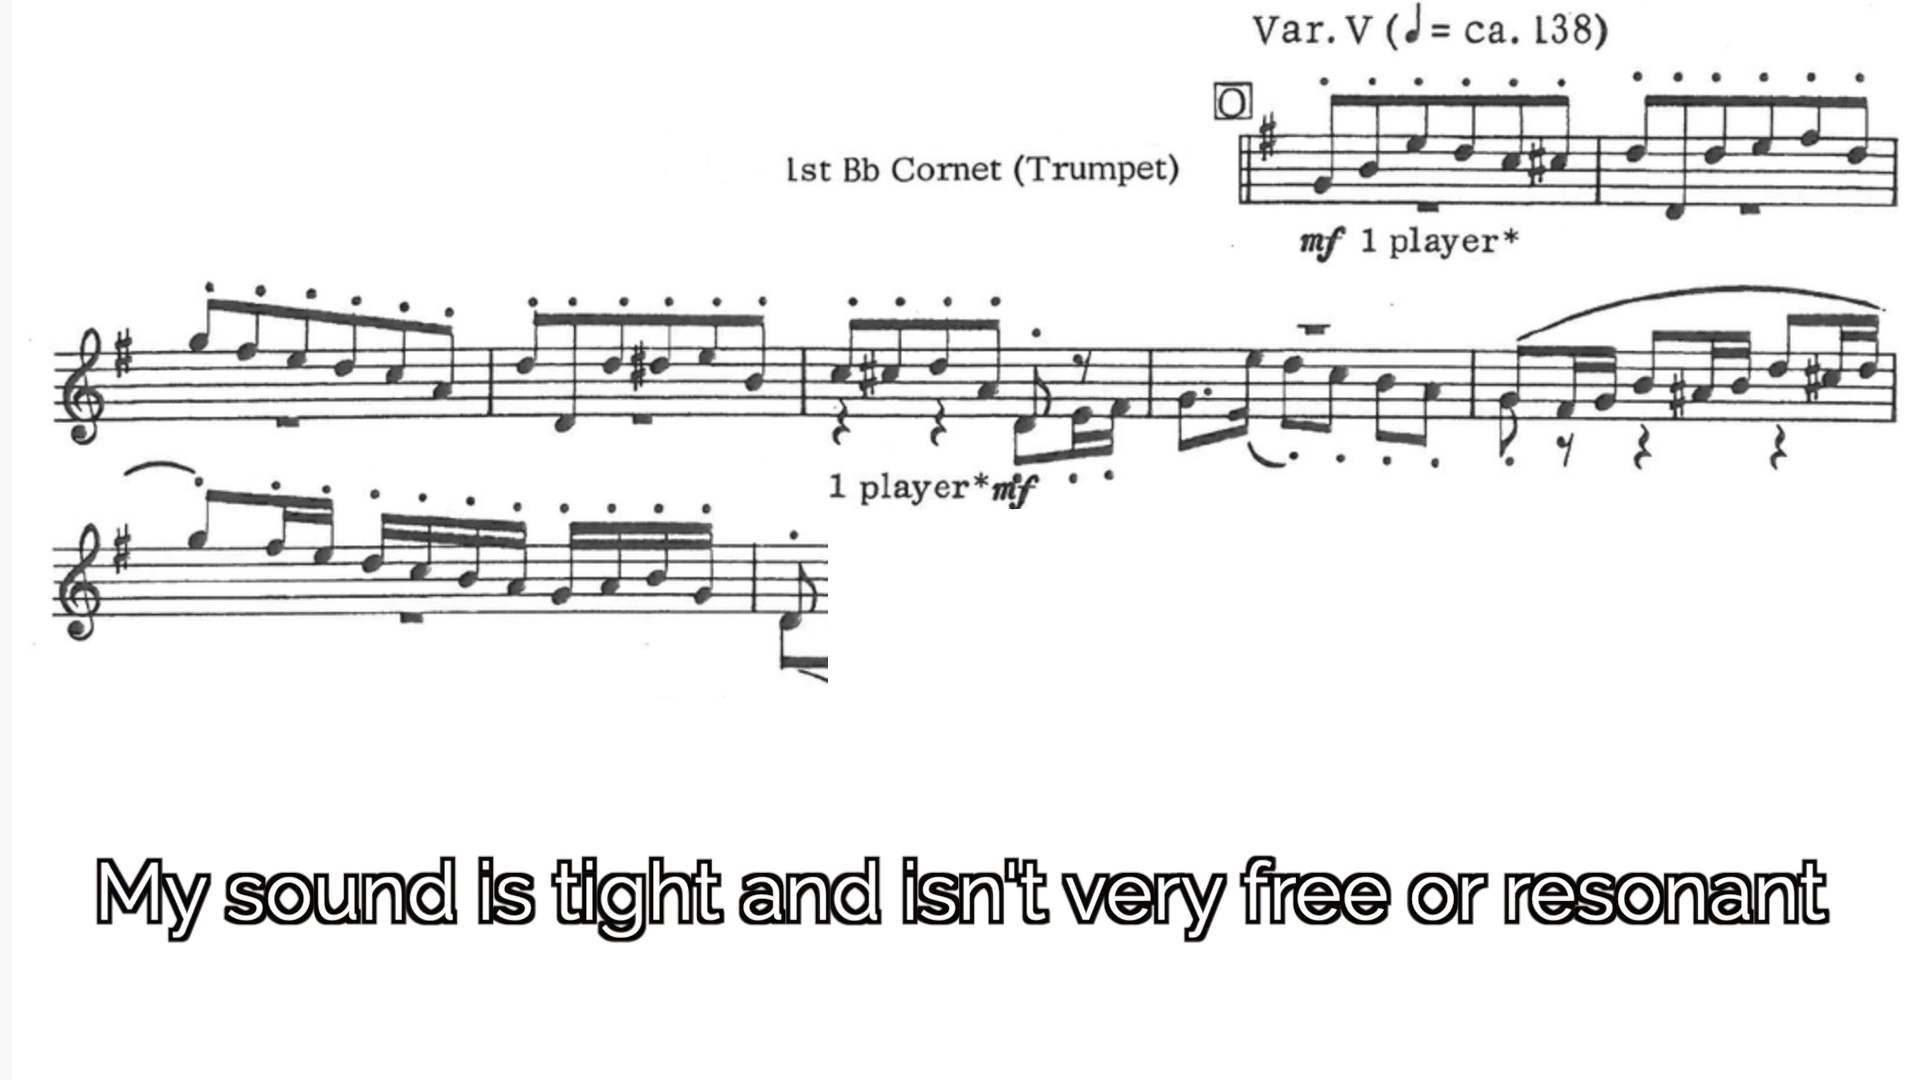 Var. V (♩= ca. 138)
O
1st Bb Cornet (Trumpet)
mf 1 player*
1 player* mf
My sound is tight and isn't very free or resonant